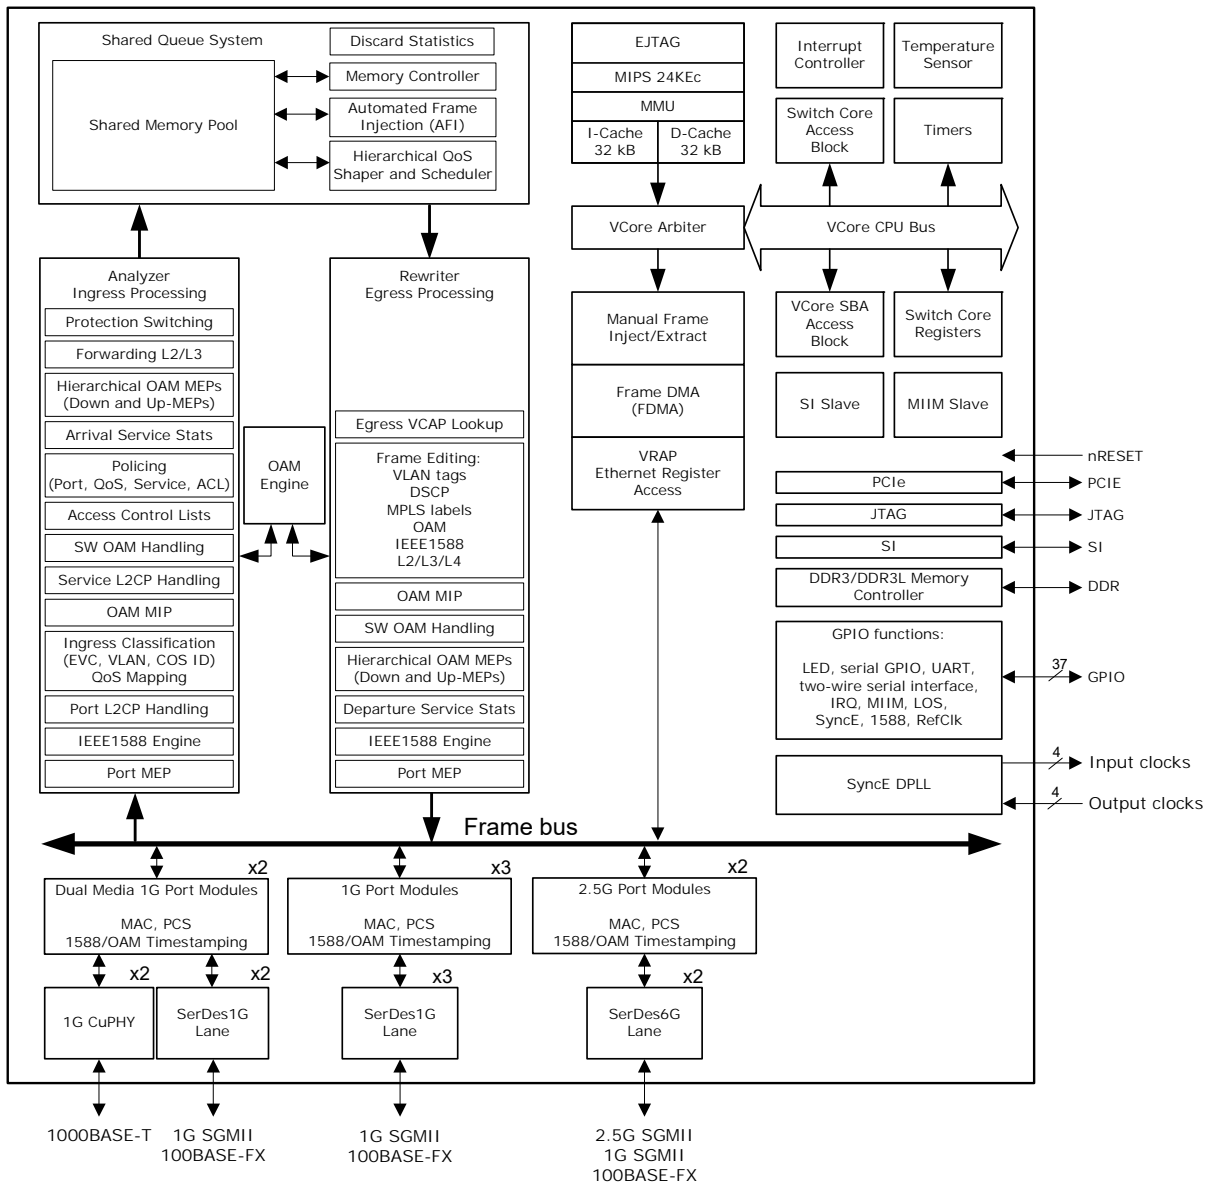 Shared Queue System
Discard Statistics
Memory Controller
Shared Memory Pool
Automated Frame
Injection (AFI)
Hierarchical QoS
Shaper and Scheduler
EJTAG
MIPS 24KEc
MMU
I-Cache
32 kB
D-Cache
32 kB
Interrupt
Controller
Temperature
Sensor
Switch Core
Access
Block
Timers
VCore Arbiter
VCore CPU Bus
Manual Frame
Inject/Extract
Frame DMA
(FDMA)
VRAP
Ethernet Register
Access
VCore SBA
Access
Block
Switch Core
Registers
SI Slave
MIIM Slave
Analyzer
Ingress Processing
Protection Switching
Forwarding L2/L3
Hierarchical OAM MEPs
(Down and Up-MEPs)
Arrival Service Stats
Policing
(Port, QoS, Service, ACL)
Access Control Lists
SW OAM Handling
Service L2CP Handling
OAM MIP
Ingress Classification
(EVC, VLAN, COS ID)
QoS Mapping
Port L2CP Handling
IEEE1588 Engine
Port MEP
OAM
Engine
Rewriter
Egress Processing
Egress VCAP Lookup
Frame Editing:
VLAN tags
DSCP
MPLS labels
OAM
IEEE1588
L2/L3/L4
OAM MIP
SW OAM Handling
Hierarchical OAM MEPs
(Down and Up-MEPs)
Departure Service Stats
IEEE1588 Engine
Port MEP
nRESET
PCIe
PCIE
JTAG
JTAG
SI
SI
DDR3/DDR3L Memory
Controller
DDR
GPIO functions:
LED, serial GPIO, UART,
two-wire serial interface,
IRQ, MIIM, LOS,
SyncE, 1588, RefClk
37
GPIO
SyncE DPLL
4
Input clocks
4
Output clocks
Frame bus
x2
Dual Media 1G Port Modules
MAC, PCS
1588/OAM Timestamping
x3
1G Port Modules
MAC, PCS
1588/OAM Timestamping
x2
2.5G Port Modules
MAC, PCS
1588/OAM Timestamping
x2
1G CuPHY
x2
SerDes1G
Lane
x3
SerDes1G
Lane
x2
SerDes6G
Lane
1000BASE-T
1G SGMII
100BASE-FX
1G SGMII
100BASE-FX
2.5G SGMII
1G SGMII
100BASE-FX